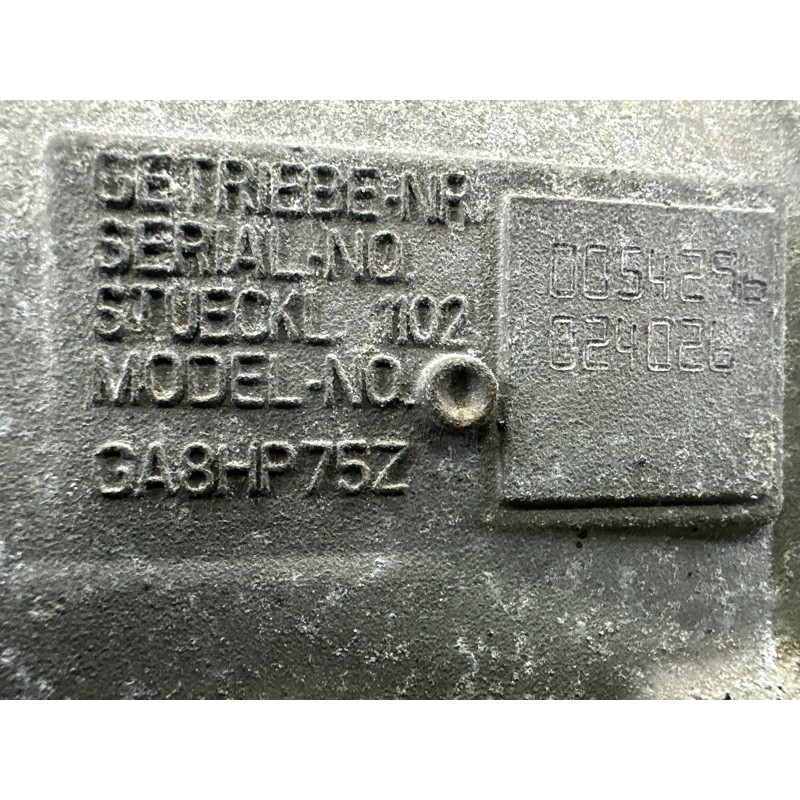 GETRIEBE-NR.
SERIAL-NO.
STUECKL. 1102
MODEL-NO.
GA8HP75Z
0054296
024026